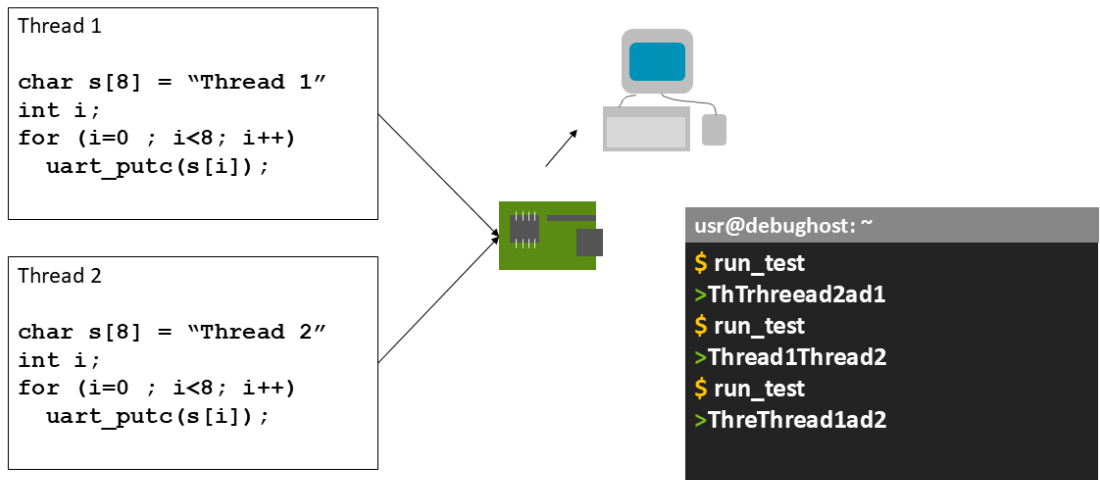 Thread 1
char s[8] = “Thread 1”
int i;
for (i=0 ; i<8; i++)
uart_putc(s[i]);
Thread 2
char s[8] = “Thread 2”
int i;
for (i=0 ; i<8; i++)
uart_putc(s[i]);
usr@debughost: ~
$ run_test
>ThTrhreead2ad1
$ run_test
>Thread1Thread2
$ run_test
>ThreThread1ad2